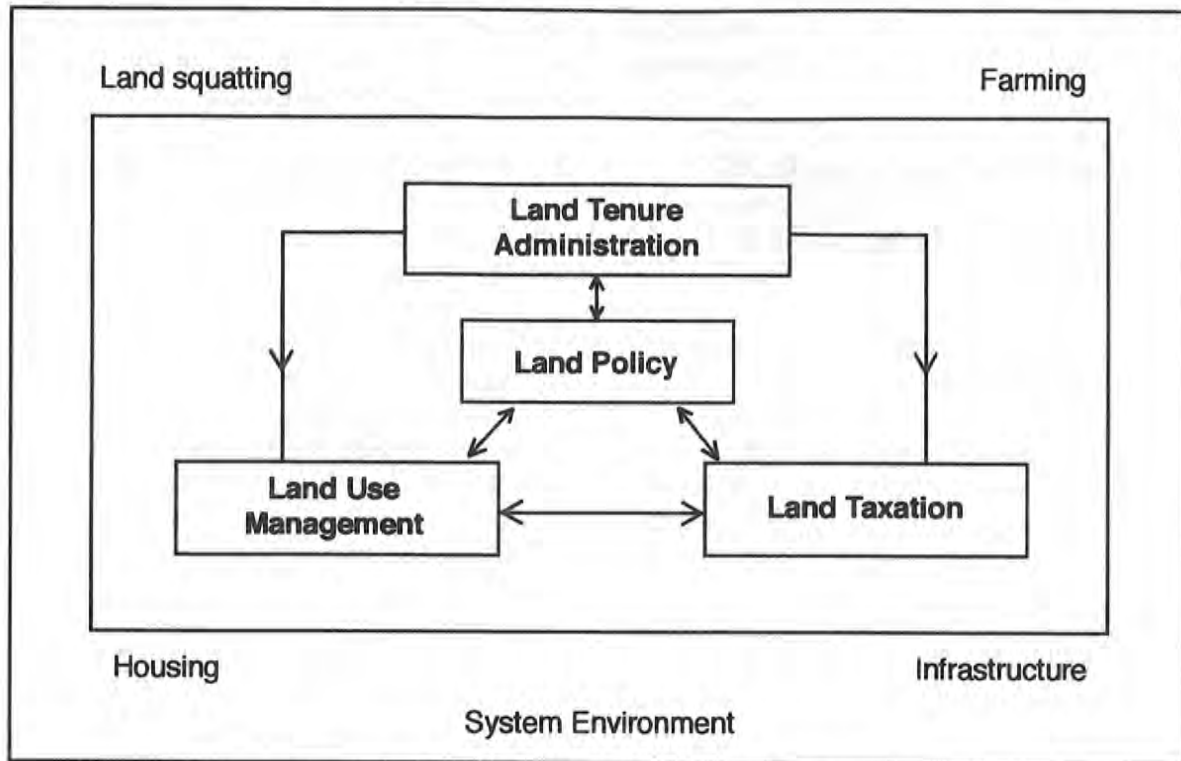 Land squatting
Farming
Land Tenure
Administration
Land Policy
Land Use
Management
Land Taxation
Housing
Infrastructure
System Environment